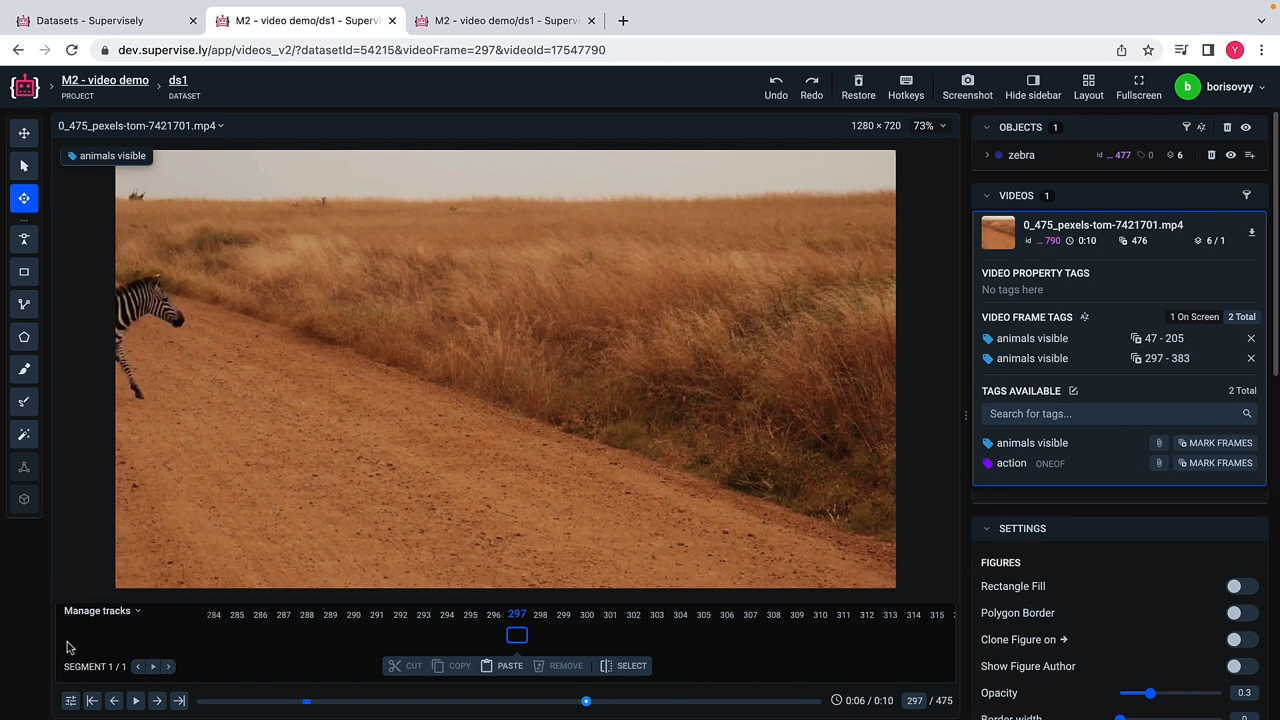 Datasets - Supervisely
M2 - video demo/ds1 - Supervi
M2 - video demo/ds1 - Supervi
dev.supervise.ly/app/videos_v2/?datasetId=54215&videoFrame=297&videoId=17547790
Y
M2 - video demo
PROJECT
ds1
DATASET
Undo
Redo
Restore
Hotkeys
Screenshot
Hide sidebar
Layout
Fullscreen
b
borisovyy
0_475_pexels-tom-7421701.mp4
1280 × 720
73%
animals visible
OBJECTS 1
zebra
id ... 477
0
6
VIDEOS 1
0_475_pexels-tom-7421701.mp4
id ... 790 0:10 476 6 / 1
VIDEO PROPERTY TAGS
No tags here
VIDEO FRAME TAGS
1 On Screen
2 Total
animals visible 47 - 205
animals visible 297 - 383
TAGS AVAILABLE 2 Total
Search for tags...
animals visible MARK FRAMES
action ONEOF MARK FRAMES
SETTINGS
FIGURES
Rectangle Fill
Polygon Border
Clone Figure on →
Show Figure Author
Opacity 0.3
Border width 0
Manage tracks
284 285 286 287 288 289 290 291 292 293 294 295 296 297 298 299 300 301 302 303 304 305 306 307 308 309 310 311 312 313 314 315
SEGMENT 1 / 1
CUT
COPY
PASTE
REMOVE
SELECT
0:06 / 0:10
297 / 475